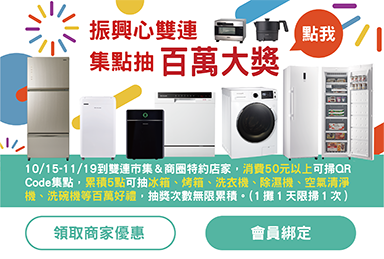 振興心雙連
集點抽 百萬大獎
點我
10/15-11/19到雙連市集＆商圈特約店家，消費50元以上可掃QR
Code集點，累積5點可抽冰箱、烤箱、洗衣機、除濕機、空氣清淨
機、洗碗機等百萬好禮，抽獎次數無限累積。(1攤1天限掃1次)
領取商家優惠
會員綁定